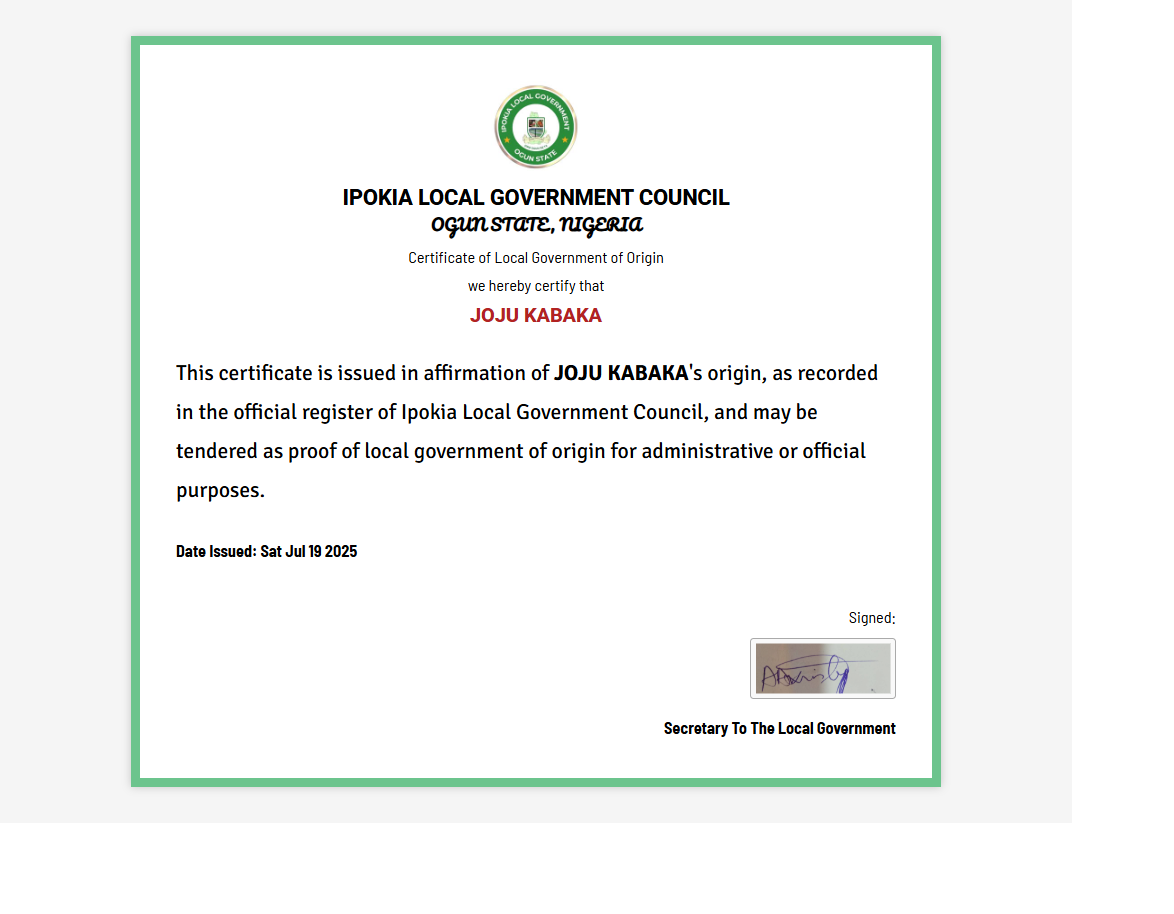 IPOKIA LOCAL GOVERNMENT
OGUN STATE
IPOKIA LOCAL GOVERNMENT COUNCIL
OGUN STATE, NIGERIA
Certificate of Local Government of Origin
we hereby certify that
JOJU KABAKA
This certificate is issued in affirmation of JOJU KABAKA's origin, as recorded
in the official register of Ipokia Local Government Council, and may be
tendered as proof of local government of origin for administrative or official
purposes.
Date Issued: Sat Jul 19 2025
Signed:
Secretary To The Local Government